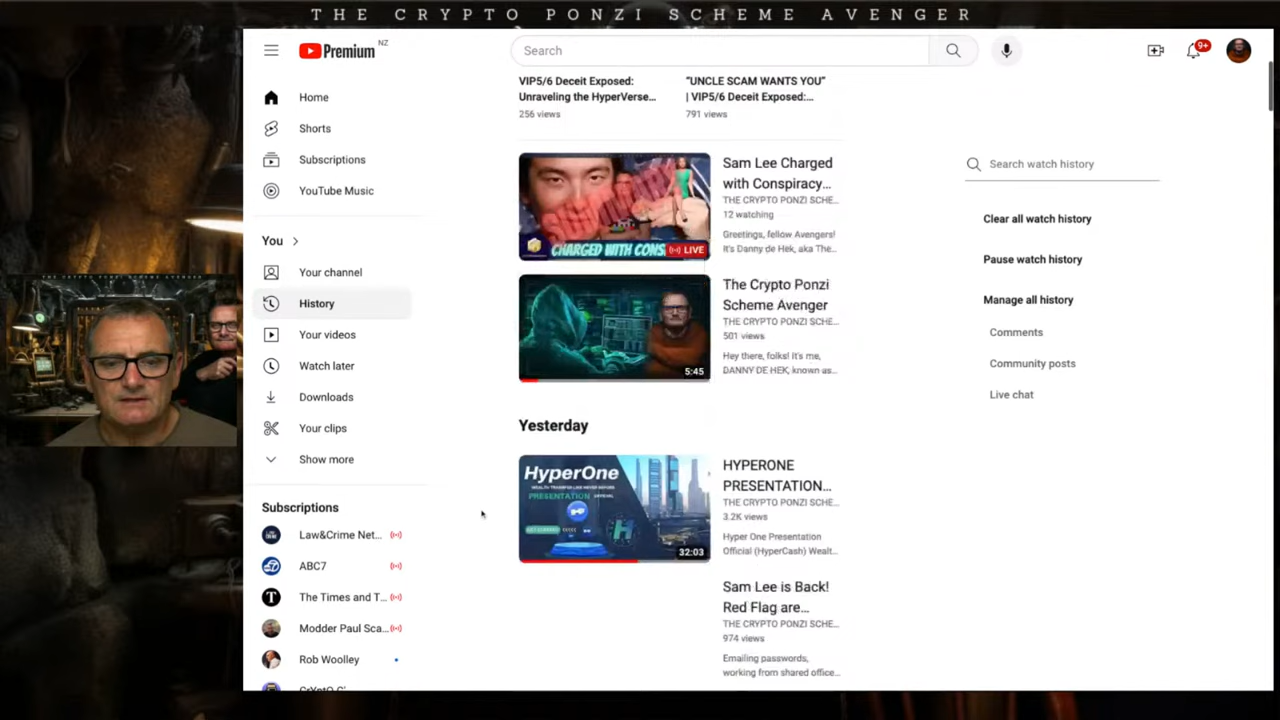 THE CRYPTO PONZI SCHEME AVENGER
Premium NZ
Search
9+
Home
Shorts
Subscriptions
YouTube Music
You
Your channel
History
Your videos
Watch later
Downloads
Your clips
Show more
Subscriptions
Law&Crime Net...
ABC7
The Times and T...
Modder Paul Sca...
Rob Woolley
VIP5/6 Deceit Exposed:
Unraveling the HyperVerse...
256 views
"UNCLE SCAM WANTS YOU"
| VIP5/6 Deceit Exposed:...
791 views
CHARGED WITH CONS
LIVE
Sam Lee Charged
with Conspiracy...
THE CRYPTO PONZI SCHE...
12 watching
Greetings, fellow Avengers!
It's Danny de Hek, aka The...
5:45
The Crypto Ponzi
Scheme Avenger
THE CRYPTO PONZI SCHE...
501 views
Hey there, folks! It's me,
DANNY DE HEK, known as...
Yesterday
HyperOne
WEALTH TRANSFER LIKE NEVER BEFORE
PRESENTATION
32:03
HYPERONE
PRESENTATION...
THE CRYPTO PONZI SCHE...
3.2K views
Hyper One Presentation
Official (HyperCash) Wealt...
Sam Lee is Back!
Red Flag are...
THE CRYPTO PONZI SCHE...
974 views
Emailing passwords,
working from shared office...
Search watch history
Clear all watch history
Pause watch history
Manage all history
Comments
Community posts
Live chat